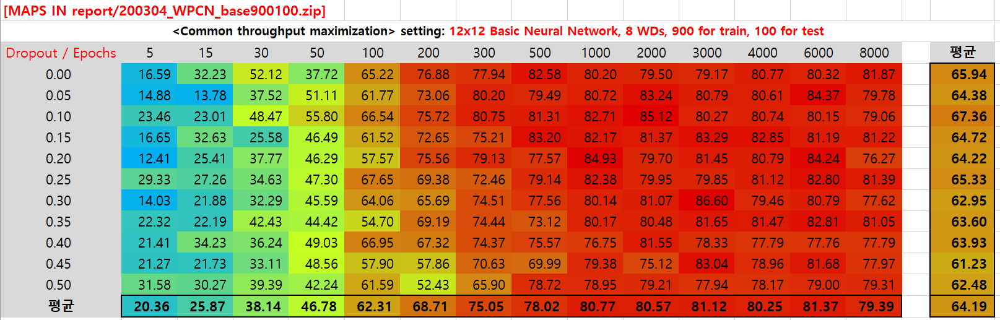 [MAPS IN report/200304_WPCN_base900100.zip]
<Common throughput maximization> setting: 12x12 Basic Neural Network, 8 WDs, 900 for train, 100 for test
Dropout / Epochs 5 15 30 50 100 200 300 500 1000 2000 3000 4000 6000 8000 평균
0.00 16.59 32.23 52.12 37.72 65.22 76.88 77.94 82.58 80.20 79.50 79.17 80.77 80.32 81.87 65.94
0.05 14.88 13.78 37.52 51.11 61.77 73.06 80.20 79.49 80.72 83.24 80.79 80.61 84.37 79.78 64.38
0.10 23.46 23.01 48.47 55.80 66.54 75.72 80.75 81.31 82.71 85.12 80.27 80.74 80.15 79.06 67.36
0.15 16.65 32.63 25.58 46.49 61.52 72.65 75.21 83.20 82.17 81.37 83.29 82.85 81.19 81.22 64.72
0.20 12.41 25.41 37.77 46.29 57.57 75.56 79.13 77.57 84.93 79.70 81.45 80.79 84.24 76.27 64.22
0.25 29.33 27.26 34.63 47.30 67.65 69.38 72.46 79.14 82.38 79.95 79.85 81.12 82.80 81.39 65.33
0.30 14.03 21.88 32.29 45.59 64.06 65.69 74.51 77.56 80.14 81.07 86.60 79.46 80.79 77.62 62.95
0.35 22.32 22.19 42.43 44.42 54.70 69.19 74.44 73.12 80.17 80.48 81.65 81.47 82.81 81.05 63.60
0.40 21.41 34.23 36.24 49.03 66.95 67.32 74.37 75.57 76.75 81.55 78.33 77.79 77.76 77.79 63.93
0.45 21.27 21.73 33.11 48.56 57.90 57.86 70.63 69.99 79.38 75.12 83.04 78.96 81.68 77.97 61.23
0.50 31.58 30.27 39.39 42.24 61.59 52.43 65.90 78.72 78.95 79.21 77.94 78.17 79.00 79.31 62.48
평균 20.36 25.87 38.14 46.78 62.31 68.71 75.05 78.02 80.77 80.57 81.12 80.25 81.37 79.39 64.19